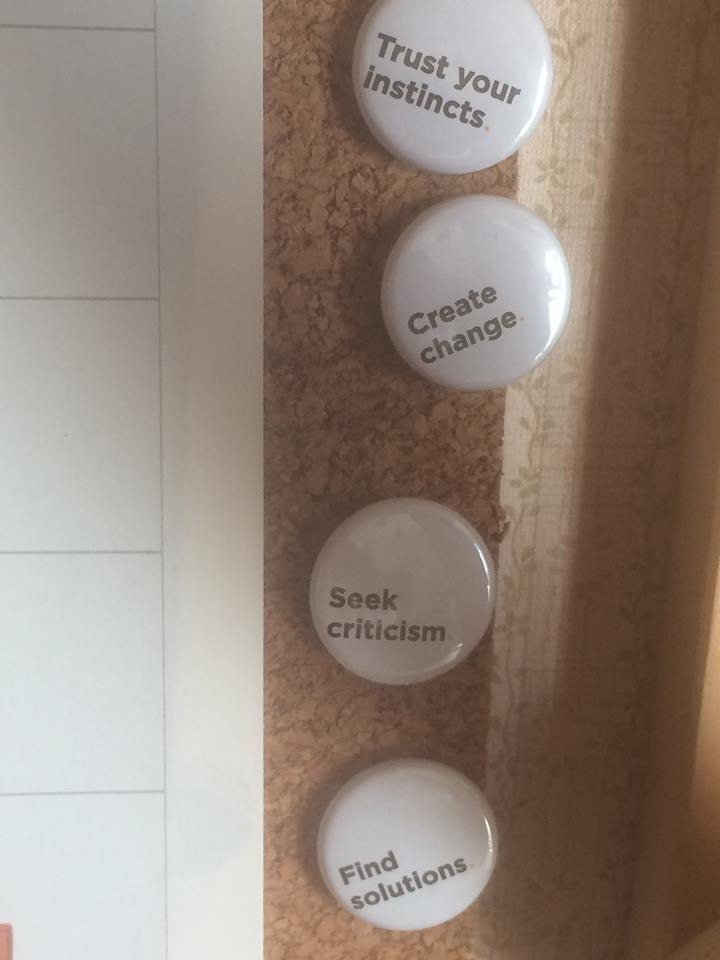 Trust your
instincts.
Create
change.
Seek
criticism.
Find
solutions.